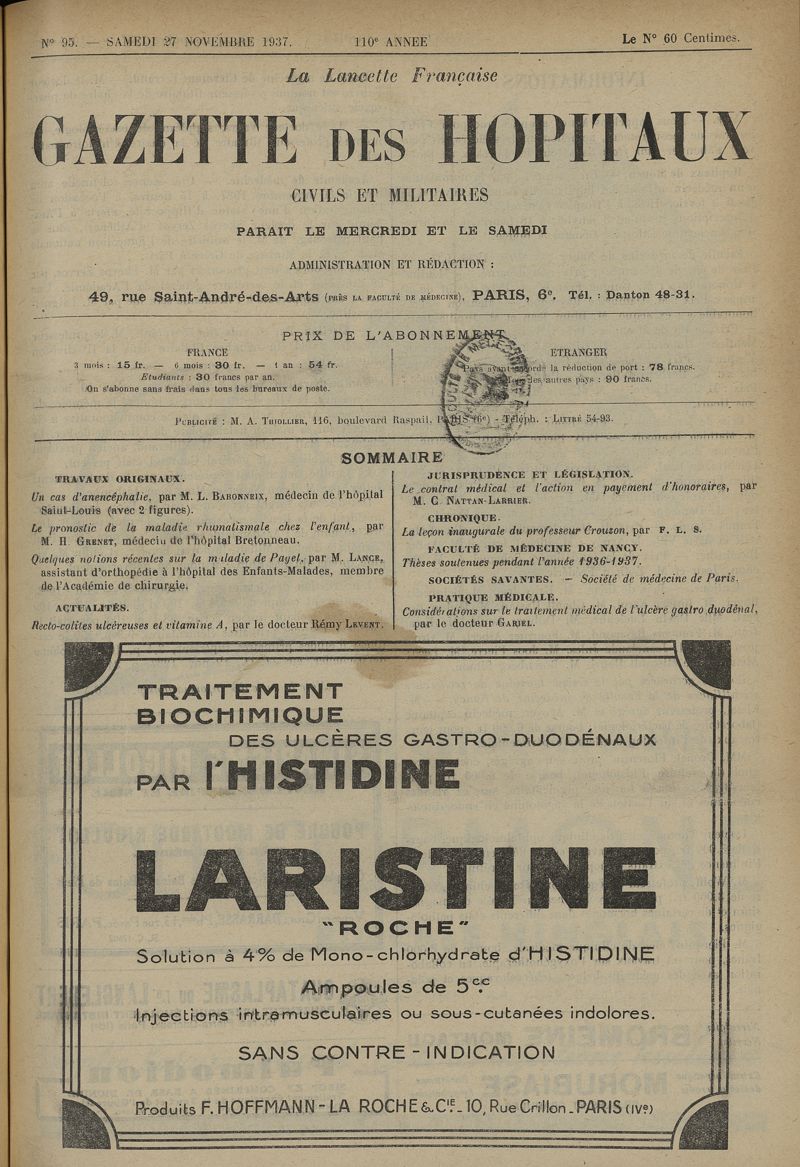 N° 95. — SAMEDI 27 NOVEMBRE 1937. 110e ANNEE Le N° 60 Centimes.
La Lancette Française
GAZETTE DES HOPITAUX
CIVILS ET MILITAIRES
PARAIT LE MERCREDI ET LE SAMEDI
ADMINISTRATION ET RÉDACTION :
49, rue Saint-André-des-Arts (PRÈS LA FACULTÉ DE MÉDECINE), PARIS, 6e. Tél. : Danton 48-31.
PRIX DE L'ABONNEMENT
FRANCE
3 mois : 15 fr. — 6 mois : 30 fr. — 1 an : 54 fr.
Etudiants : 30 francs par an.
On s'abonne sans frais dans tous les bureaux de poste.
ETRANGER
Pays ayant accordé la réduction de port : 78 francs.
des autres pays : 90 francs.
PUBLICITÉ : M. A. THIOLLIER, 116, boulevard Raspail, PARIS (6e) - Téléph. : LITTRÉ 54-93.
SOMMAIRE
TRAVAUX ORIGINAUX.
Un cas d'anencéphalie, par M. L. BABONNEIX, médecin de l'hôpital
Saint-Louis (avec 2 figures).
Le pronostic de la maladie rhumatismale chez l'enfant, par
M. H. GRENET, médecin de l'hôpital Bretonneau.
Quelques notions récentes sur la maladie de Paget, par M. LANCE,
assistant d'orthopédie à l'hôpital des Enfants-Malades, membre
de l'Académie de chirurgie.
ACTUALITÉS.
Recto-colites ulcéreuses et vitamine A, par le docteur Rémy LEVENT.
JURISPRUDENCE ET LÉGISLATION.
Le contrat médical et l'action en payement d'honoraires, par
M. C. NATTAN-LARRIER.
CHRONIQUE.
La leçon inaugurale du professeur Crouzon, par F. L. S.
FACULTÉ DE MÉDECINE DE NANCY.
Thèses soutenues pendant l'année 1936-1937.
SOCIÉTÉS SAVANTES. — Société de médecine de Paris.
PRATIQUE MÉDICALE.
Considérations sur le traitement médical de l'ulcère gastro duodénal,
par le docteur GARJEL.
TRAITEMENT
BIOCHIMIQUE
DES ULCÈRES GASTRO-DUODÉNAUX
PAR l'HISTIDINE
LARISTINE
"ROCHE"
Solution à 4% de Mono-chlorhydrate d'HISTIDINE
Ampoules de 5cc.
Injections intramusculaires ou sous-cutanées indolores.
SANS CONTRE-INDICATION
Produits F. HOFFMANN-LA ROCHE & CIE. 10, Rue Crillon. PARIS (IVe)